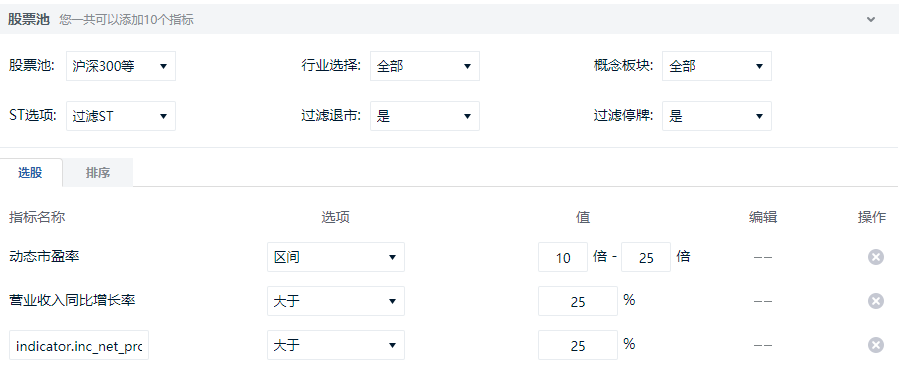 股票池 您一共可以添加10个指标
股票池: 沪深300等 行业选择: 全部 概念板块: 全部
ST选项: 过滤ST 过滤退市: 是 过滤停牌: 是
选股 排序
指标名称 选项 值 编辑 操作
动态市盈率 区间 10 倍 - 25 倍 ——
营业收入同比增长率 大于 25 % ——
indicator.inc_net_prc 大于 25 % ——